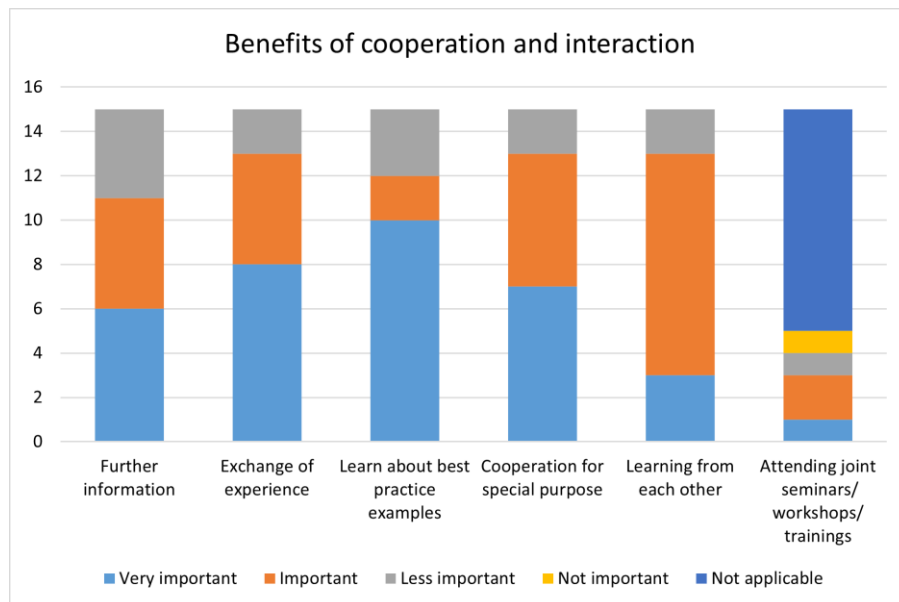 Benefits of cooperation and interaction
16
14
12
10
8
6
4
2
0
Further
information
Exchange of
experience
Learn about best
practice
examples
Cooperation for
special purpose
Learning from
each other
Attending joint
seminars/
workshops/
trainings
Very important
Important
Less important
Not important
Not applicable